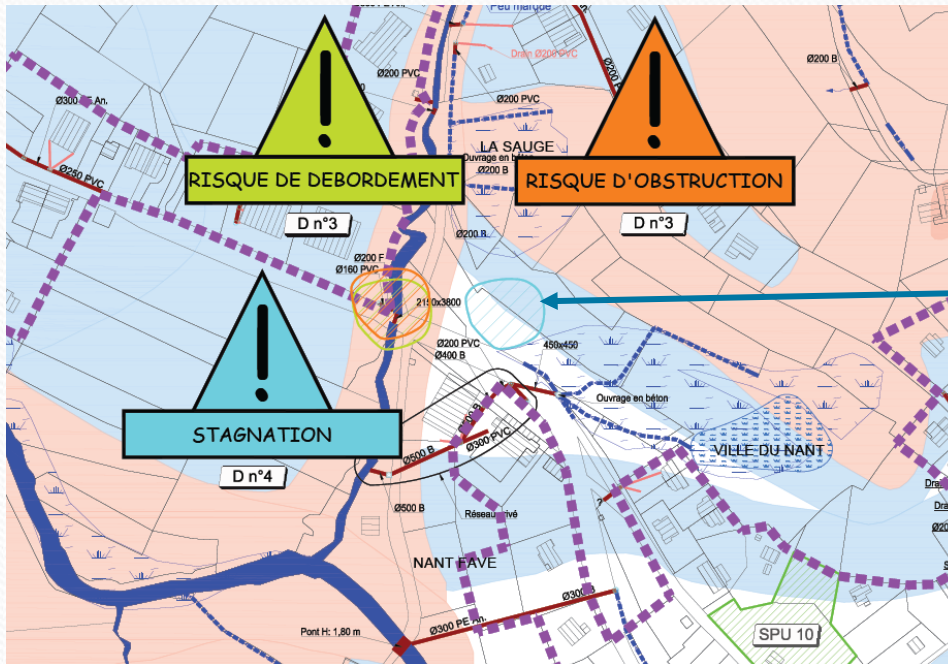 Peu marqué
Drain Ø200 PVC
Ø200 PVC
Ø200 B
Ø300 PE An.
Ø200 PVC
LA SAUGE
Ouvrage en béton
Ø200 B
Ø250 PVC
RISQUE DE DEBORDEMENT
RISQUE D'OBSTRUCTION
D n°3
D n°3
Ø200 B
Ø200 F
Ø160 PVC
2150x3800
Ø200 PVC
Ø400 B
450x450
Ouvrage en béton
STAGNATION
D n°4
Ø300 PVC
Ø500 B
VILLE DU NANT
?
Ø500 B
Réseau privé
NANT FAVE
Ø300 B
Ø300 PE An.
Pont H: 1,80 m
SPU 10